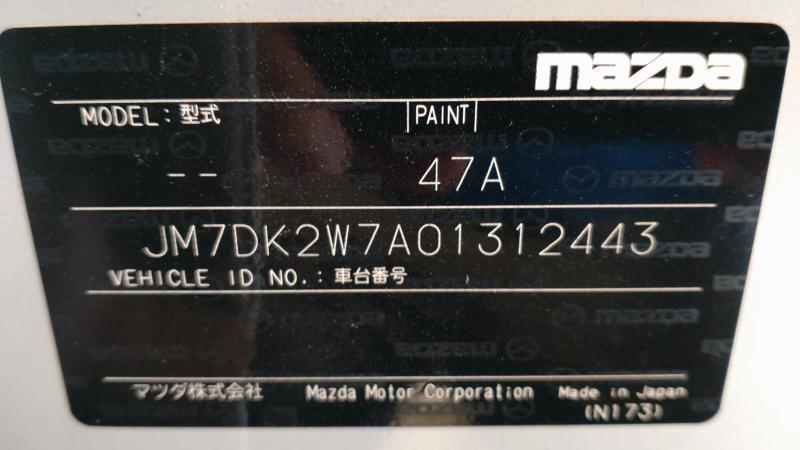 mazda
MODEL: 型式 |PAINT|
-- 47A
JM7DK2W7A01312443
VEHICLE ID NO.: 車台番号
マツダ株式会社 Mazda Motor Corporation Made in Japan
(N173)